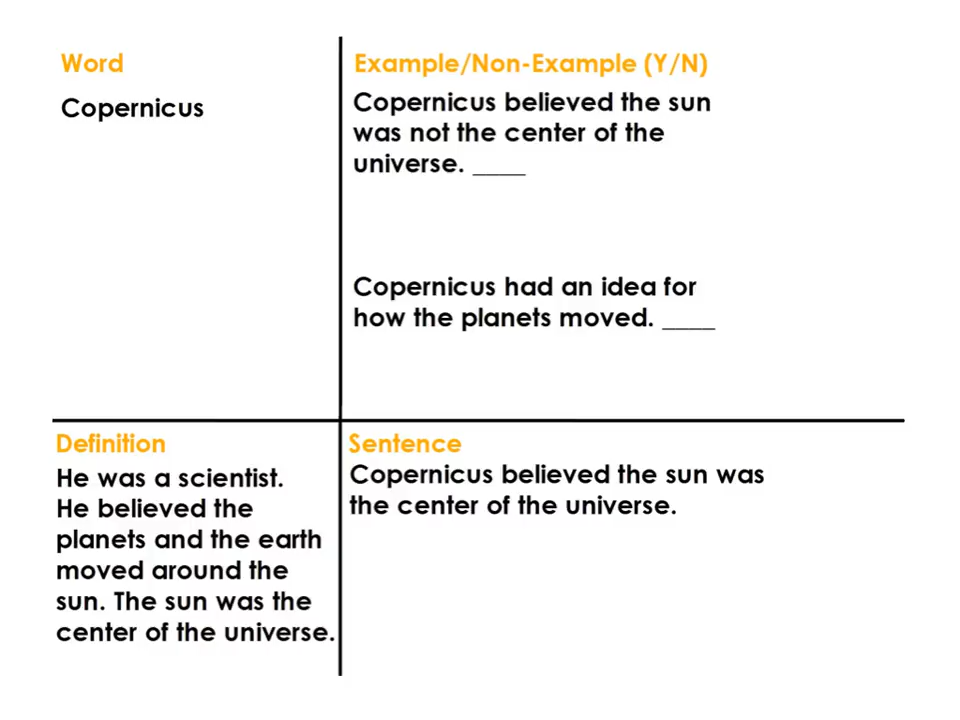 Word
Copernicus
Example/Non-Example (Y/N)
Copernicus believed the sun
was not the center of the
universe. ____
Copernicus had an idea for
how the planets moved. ____
Definition
He was a scientist.
He believed the
planets and the earth
moved around the
sun. The sun was the
center of the universe.
Sentence
Copernicus believed the sun was
the center of the universe.